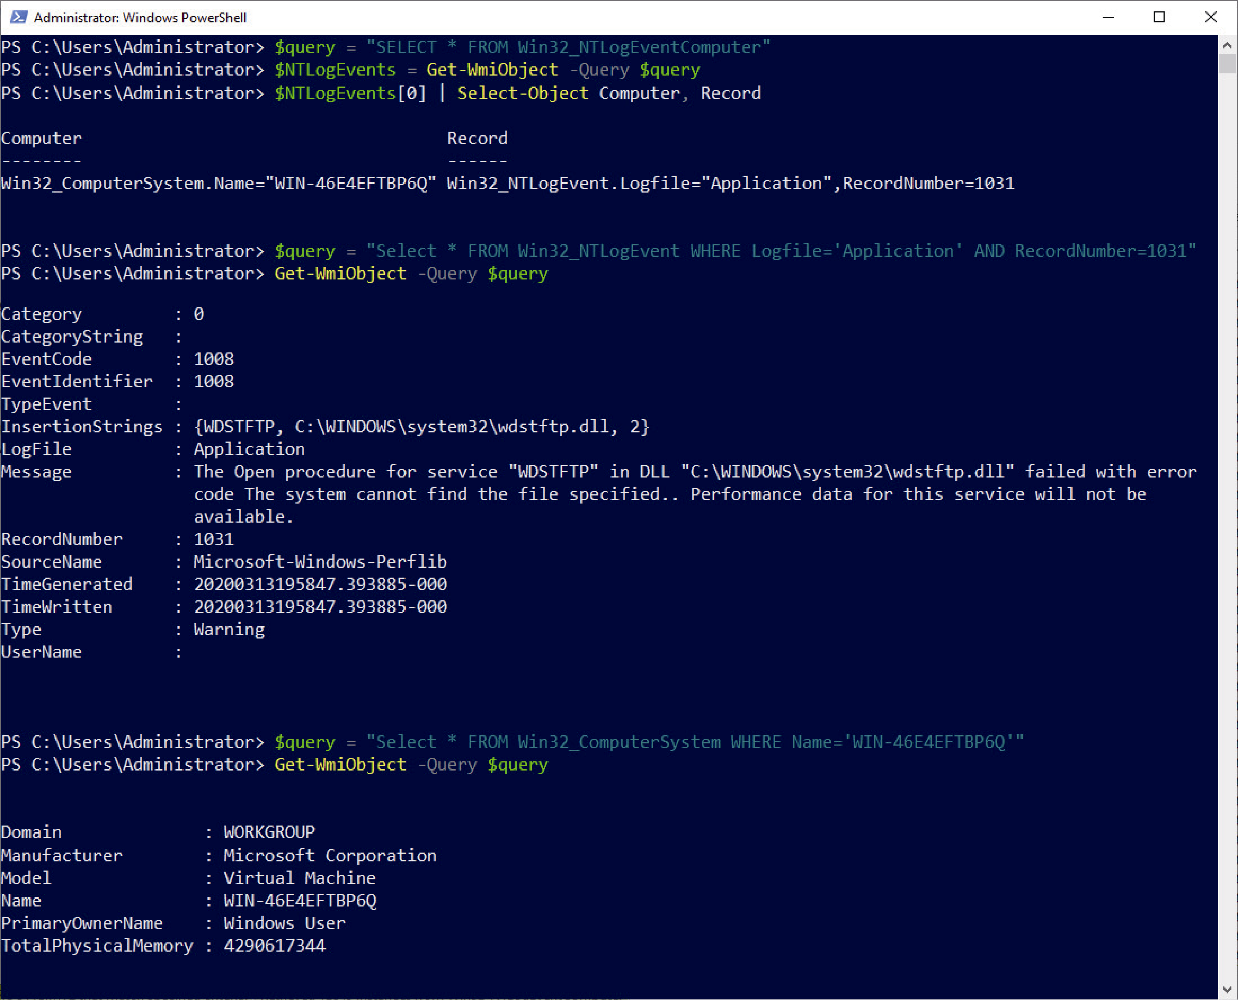 Administrator: Windows PowerShell
PS C:\Users\Administrator> $query = "SELECT * FROM Win32_NTLogEventComputer"
PS C:\Users\Administrator> $NTLogEvents = Get-WmiObject -Query $query
PS C:\Users\Administrator> $NTLogEvents[0] | Select-Object Computer, Record
Computer Record
-------- ------
Win32_ComputerSystem.Name="WIN-46E4EFTBP6Q" Win32_NTLogEvent.Logfile="Application",RecordNumber=1031
PS C:\Users\Administrator> $query = "Select * FROM Win32_NTLogEvent WHERE Logfile='Application' AND RecordNumber=1031"
PS C:\Users\Administrator> Get-WmiObject -Query $query
Category : 0
CategoryString :
EventCode : 1008
EventIdentifier : 1008
TypeEvent :
InsertionStrings : {WDSTFTP, C:\WINDOWS\system32\wdstftp.dll, 2}
LogFile : Application
Message : The Open procedure for service "WDSTFTP" in DLL "C:\WINDOWS\system32\wdstftp.dll" failed with error
code The system cannot find the file specified.. Performance data for this service will not be
available.
RecordNumber : 1031
SourceName : Microsoft-Windows-Perflib
TimeGenerated : 20200313195847.393885-000
TimeWritten : 20200313195847.393885-000
Type : Warning
UserName :
PS C:\Users\Administrator> $query = "Select * FROM Win32_ComputerSystem WHERE Name='WIN-46E4EFTBP6Q'"
PS C:\Users\Administrator> Get-WmiObject -Query $query
Domain : WORKGROUP
Manufacturer : Microsoft Corporation
Model : Virtual Machine
Name : WIN-46E4EFTBP6Q
PrimaryOwnerName : Windows User
TotalPhysicalMemory : 4290617344